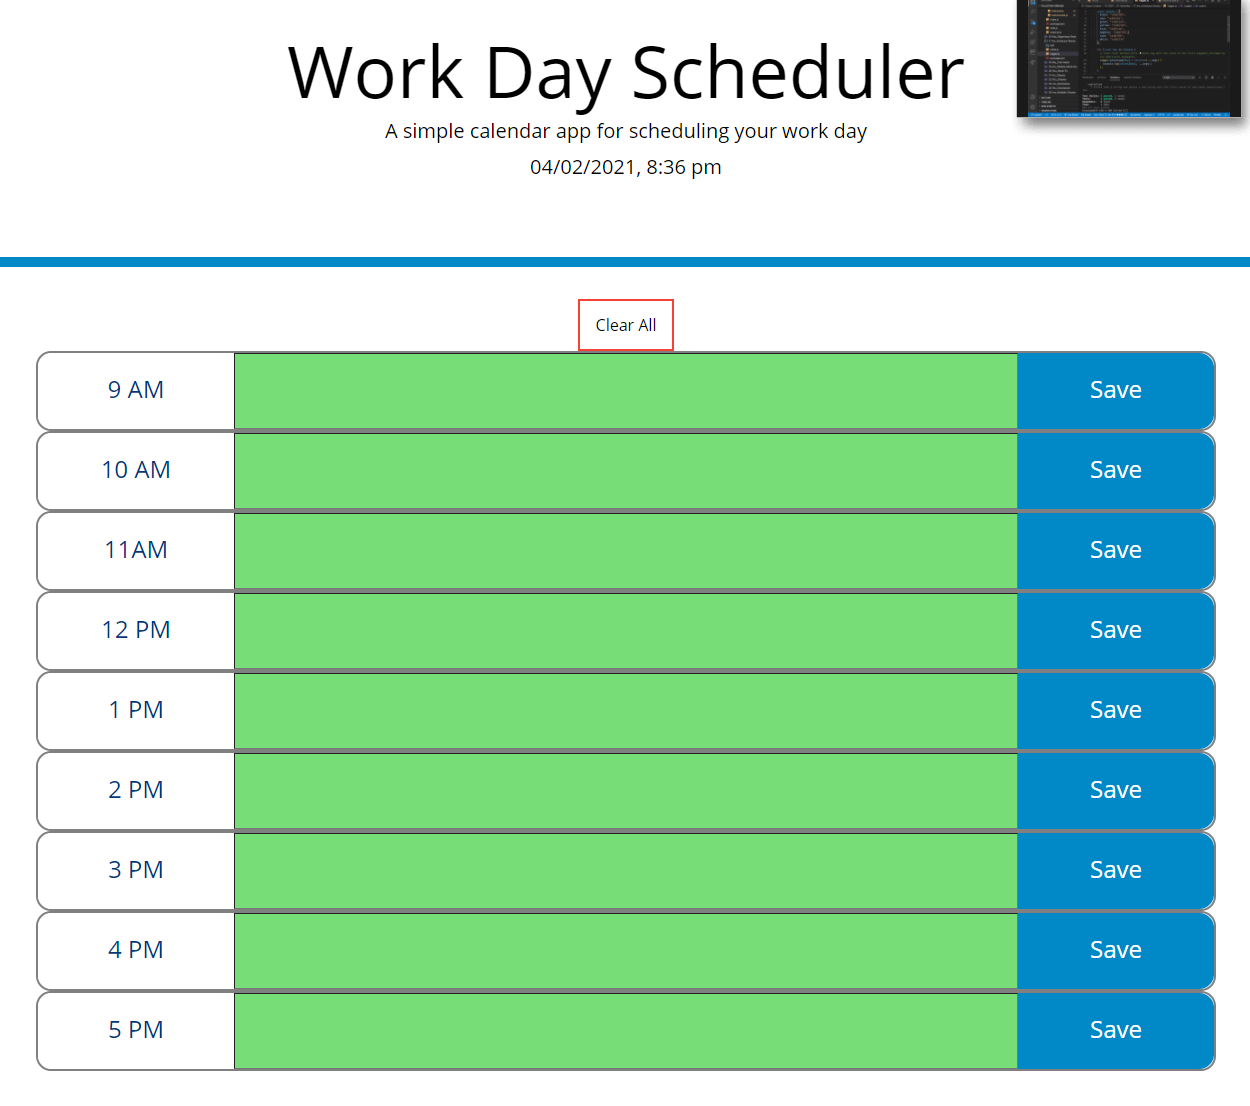 Work Day Scheduler
A simple calendar app for scheduling your work day
04/02/2021, 8:36 pm
Clear All
9 AM
Save
10 AM
Save
11AM
Save
12 PM
Save
1 PM
Save
2 PM
Save
3 PM
Save
4 PM
Save
5 PM
Save